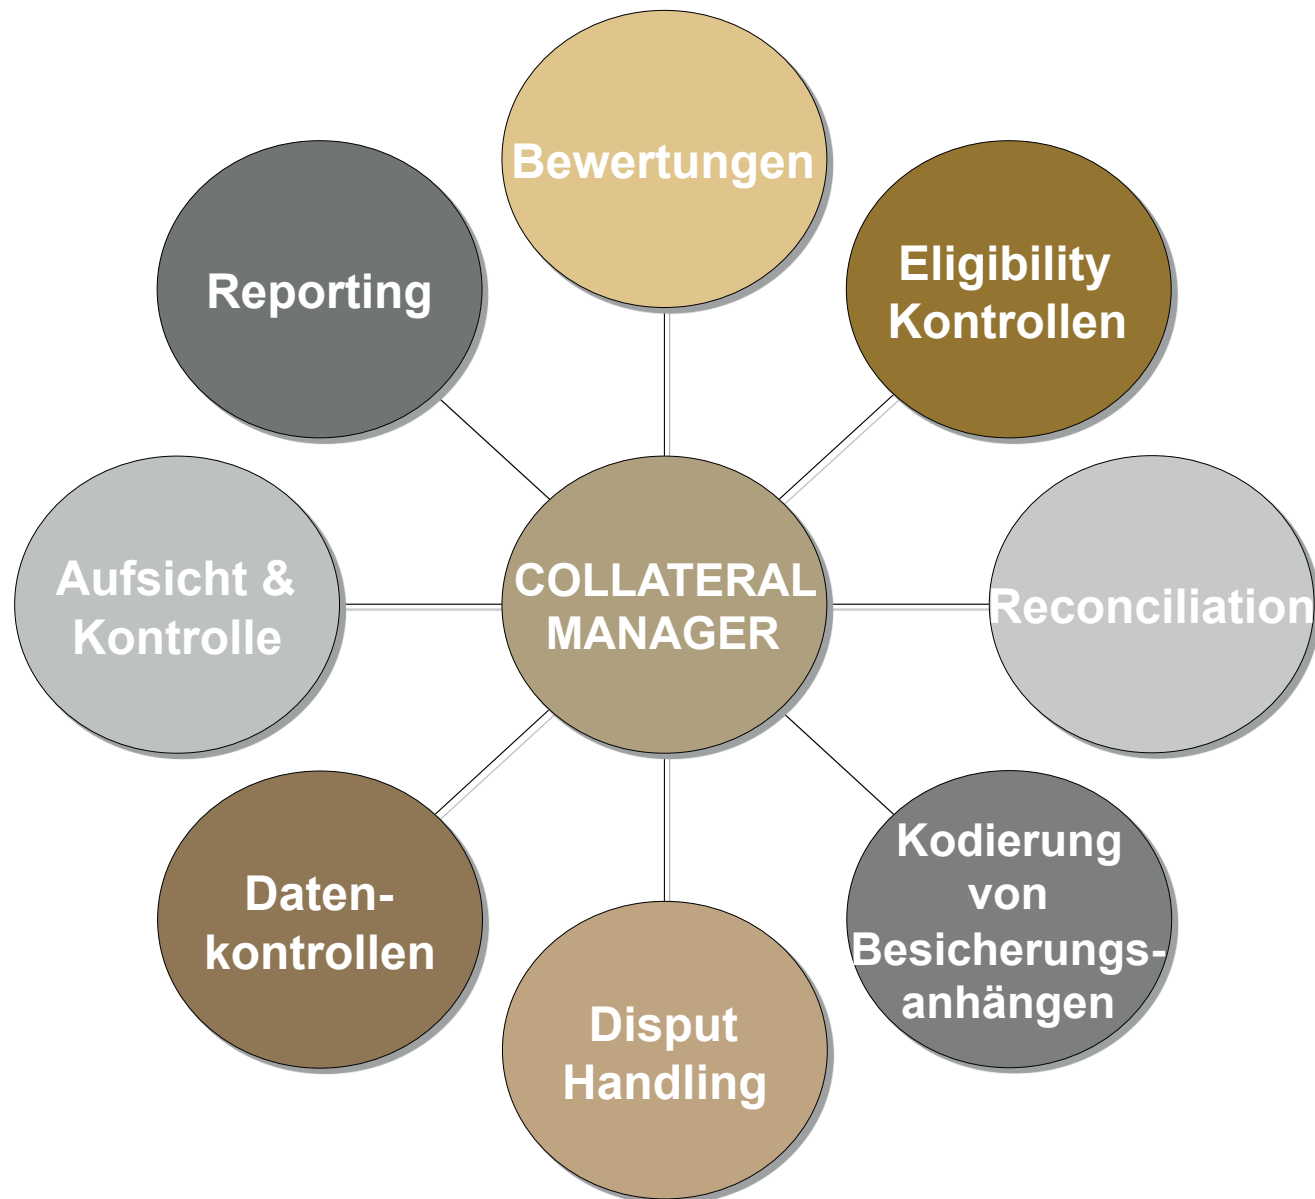 Bewertungen
Reporting
Eligibility
Kontrollen
Aufsicht &
Kontrolle
COLLATERAL
MANAGER
Reconciliation
Daten-
kontrollen
Kodierung
von
Besicherungs-
anhängen
Disput
Handling